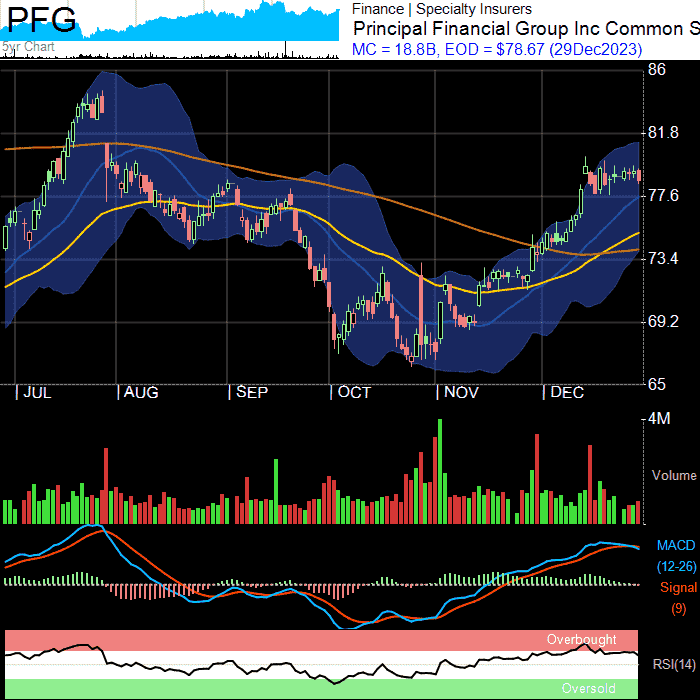 PFG
5yr Chart
Finance | Specialty Insurers
Principal Financial Group Inc Common S
MC = 18.8B, EOD = $78.67 (29Dec2023)
86
81.8
77.6
73.4
69.2
65
| JUL | AUG | SEP | OCT | NOV | DEC
4M
Volume
MACD
(12-26)
Signal
(9)
Overbought
RSI(14)
Oversold